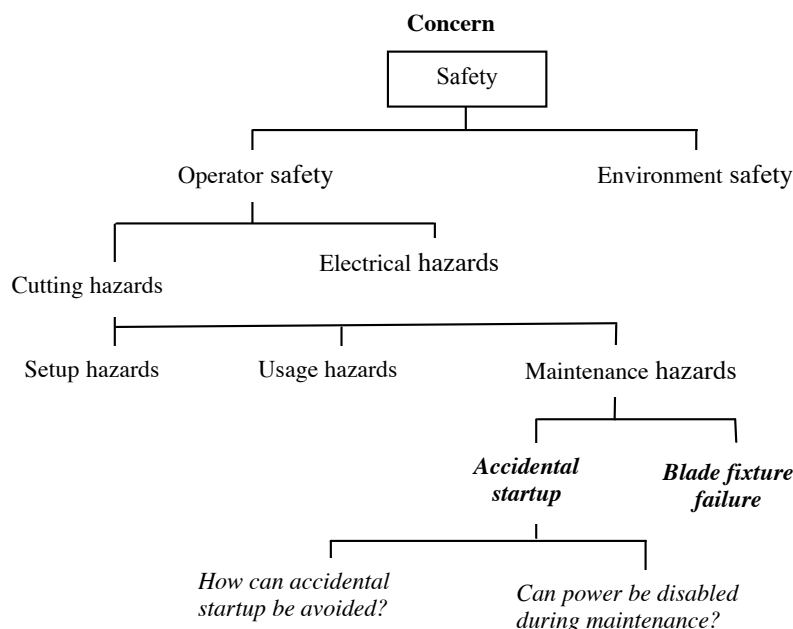 Concern
Safety
Operator safety
Environment safety
Electrical hazards
Cutting hazards
Setup hazards
Usage hazards
Maintenance hazards
Accidental
startup
Blade fixture
failure
How can accidental
startup be avoided?
Can power be disabled
during maintenance?